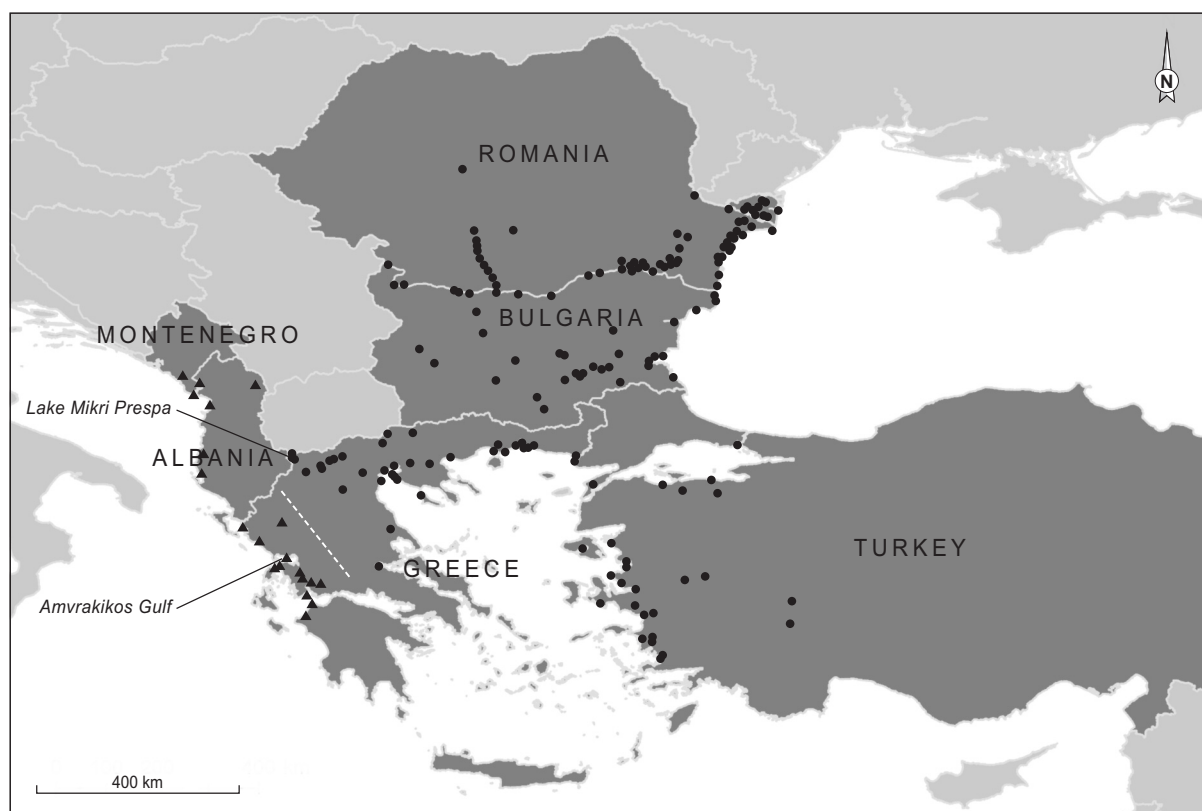 N
ROMANIA
BULGARIA
MONTENEGRO
Lake Mikri Prespa
ALBANIA
TURKEY
GREECE
Amvrakikos Gulf
400 km